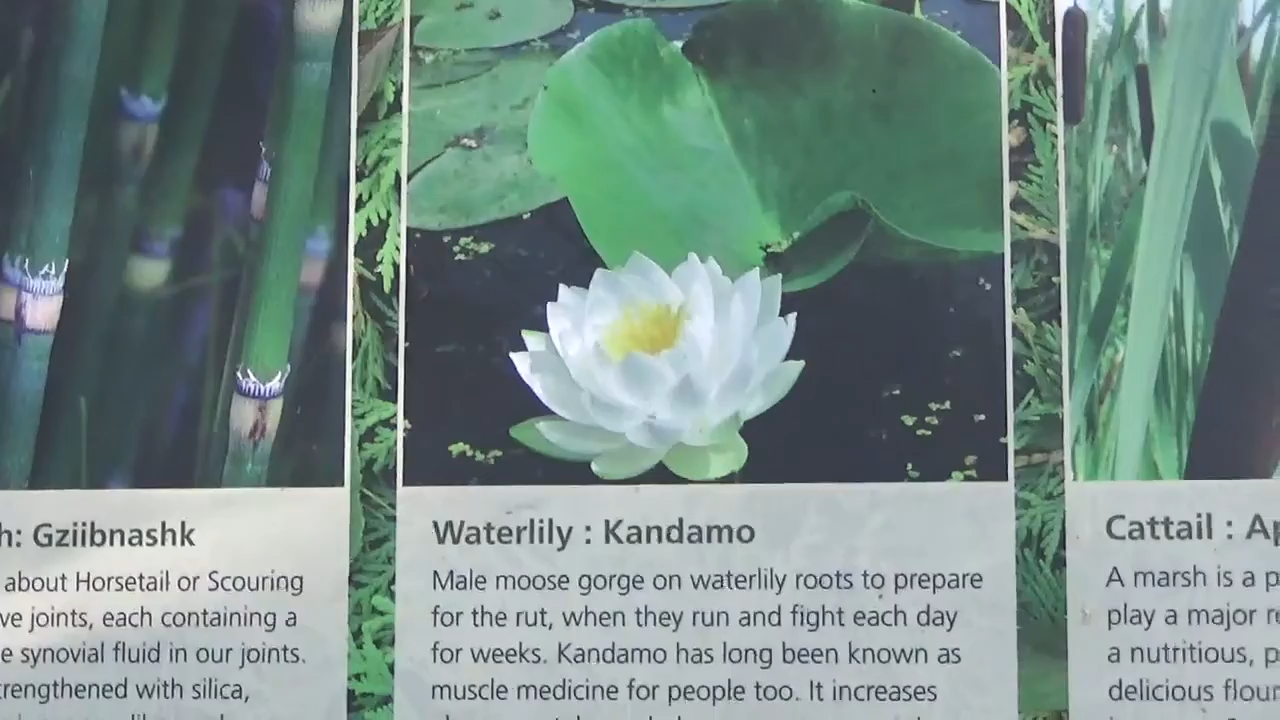 h: Gziibnashk
about Horsetail or Scouring
ve joints, each containing a
e synovial fluid in our joints.
trengthened with silica,
Waterlily : Kandamo
Male moose gorge on waterlily roots to prepare
for the rut, when they run and fight each day
for weeks. Kandamo has long been known as
muscle medicine for people too. It increases
Cattail : Ap
A marsh is a p
play a major r
a nutritious, p
delicious flour